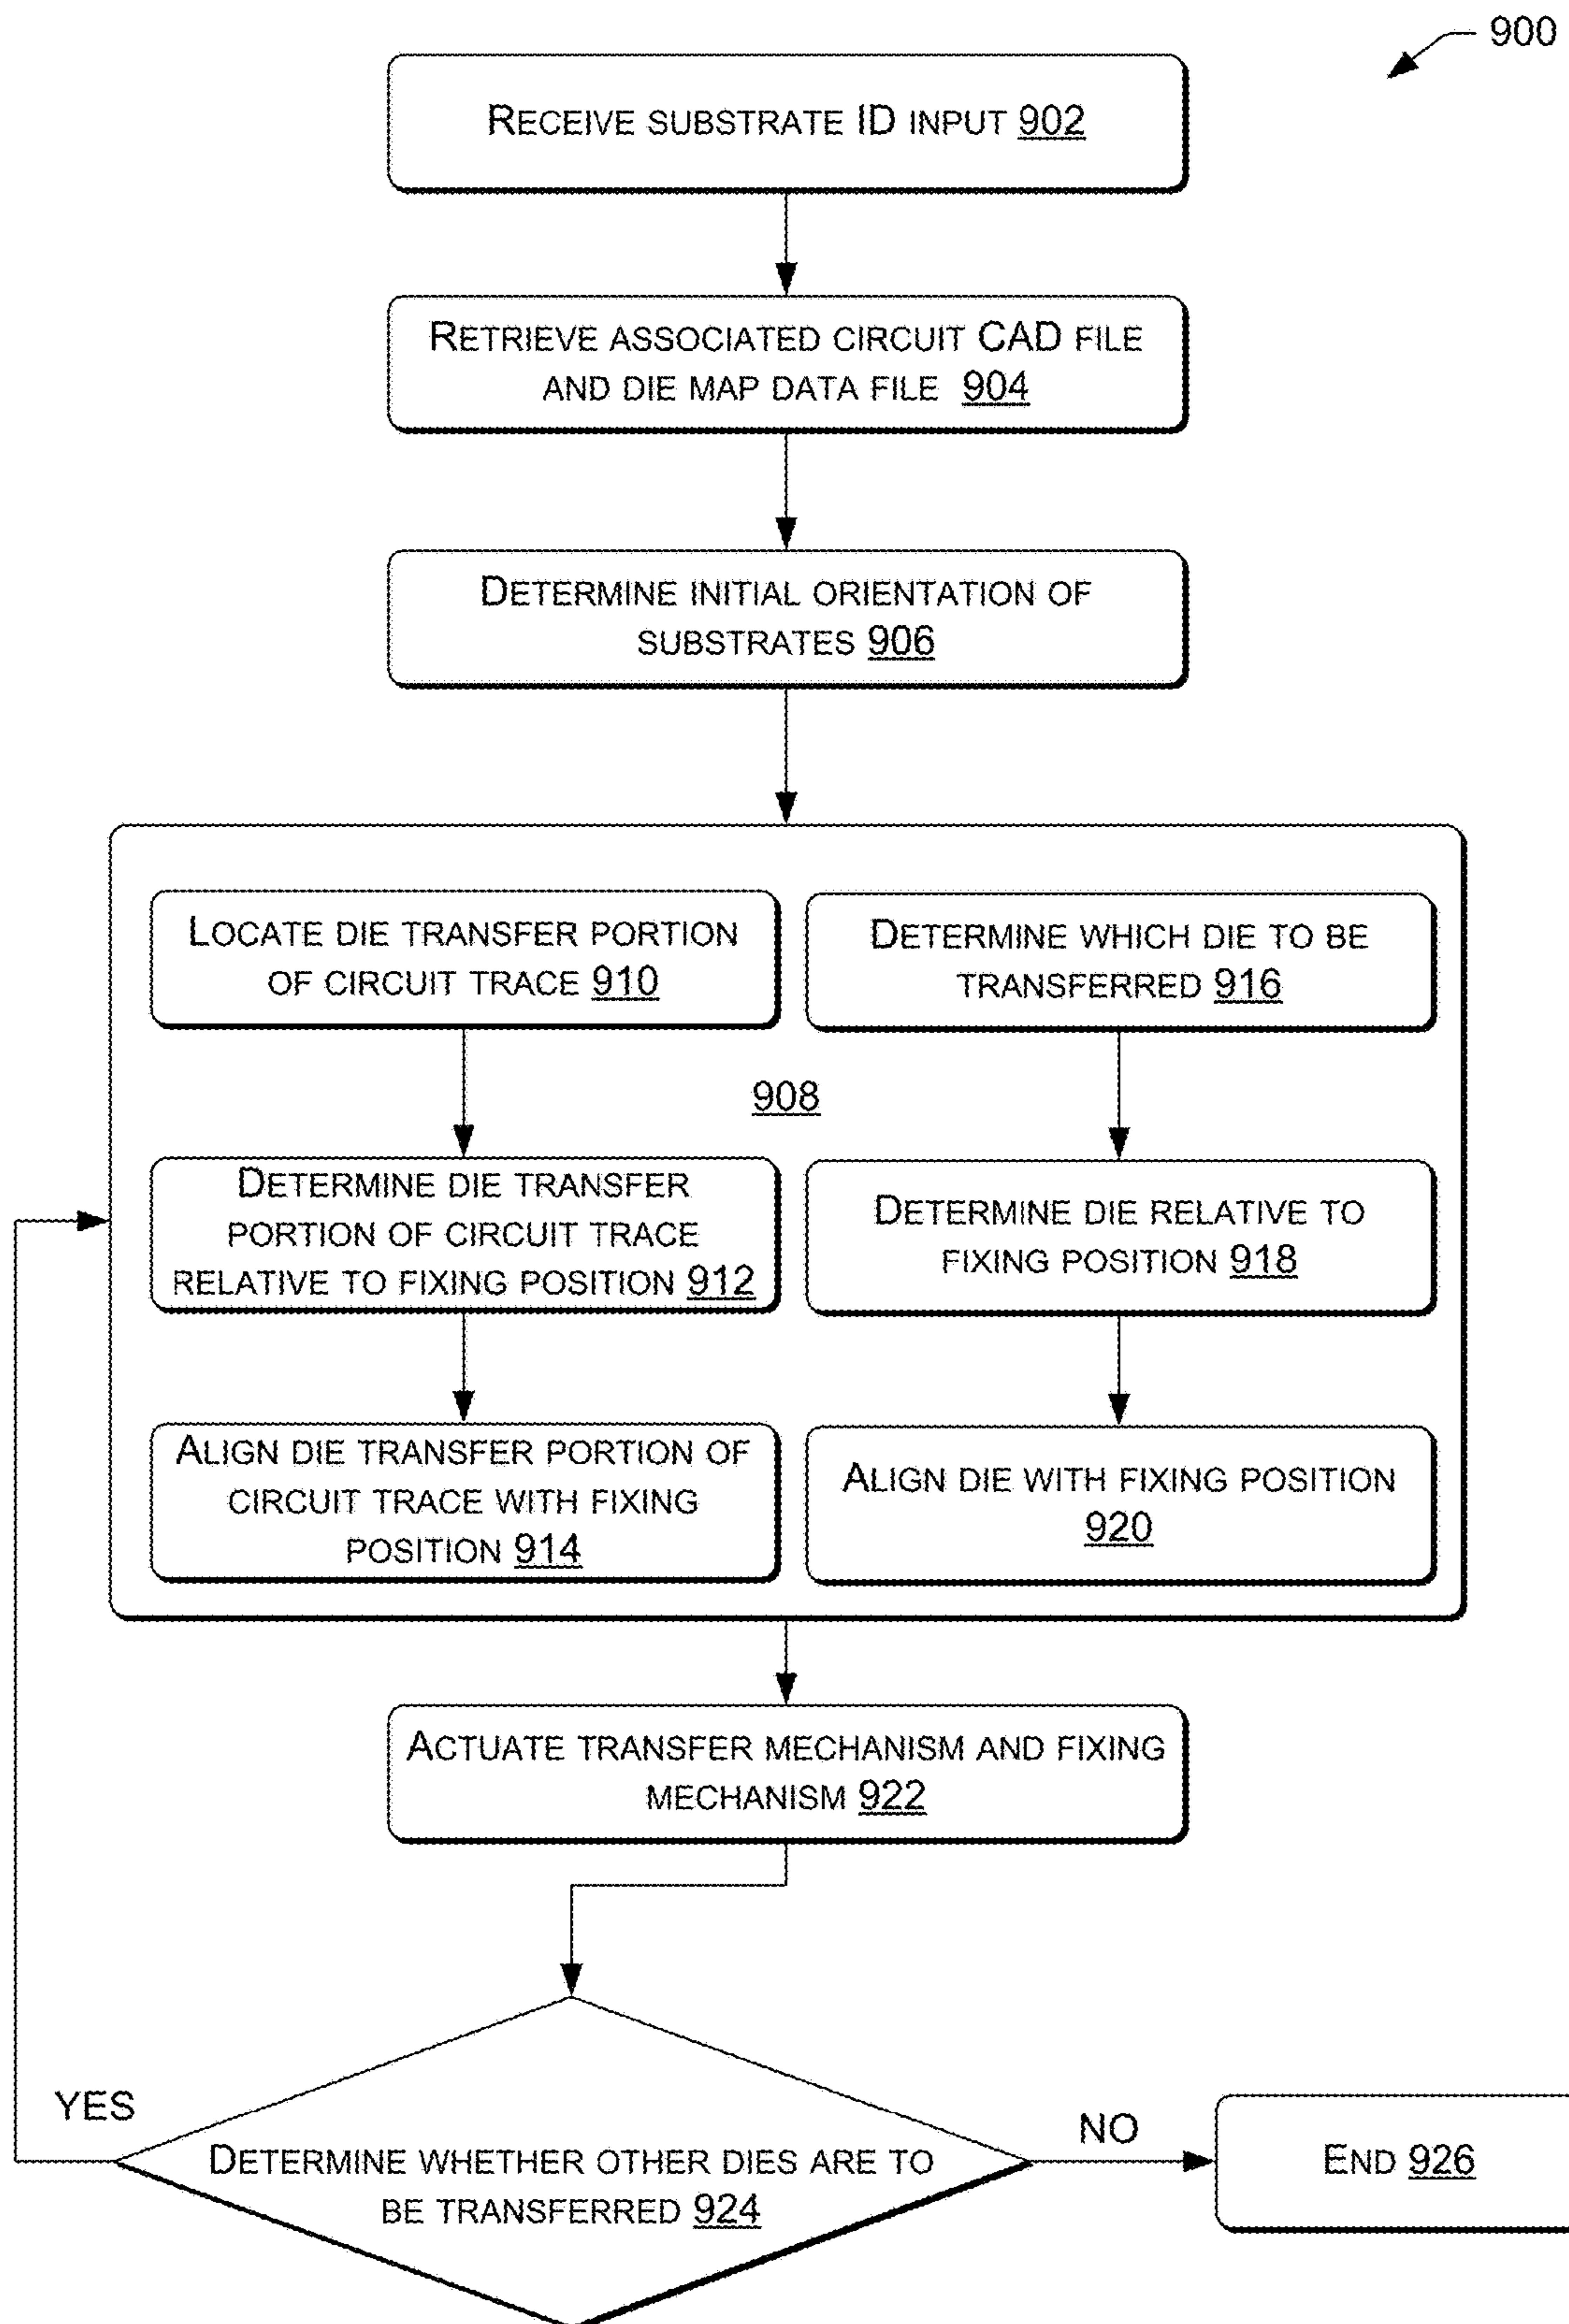 900
RECEIVE SUBSTRATE ID INPUT 902
RETRIEVE ASSOCIATED CIRCUIT CAD FILE
AND DIE MAP DATA FILE 904
DETERMINE INITIAL ORIENTATION OF
SUBSTRATES 906
LOCATE DIE TRANSFER PORTION
OF CIRCUIT TRACE 910
DETERMINE WHICH DIE TO BE
TRANSFERRED 916
908
DETERMINE DIE TRANSFER
PORTION OF CIRCUIT TRACE
RELATIVE TO FIXING POSITION 912
DETERMINE DIE RELATIVE TO
FIXING POSITION 918
ALIGN DIE TRANSFER PORTION OF
CIRCUIT TRACE WITH FIXING
POSITION 914
ALIGN DIE WITH FIXING POSITION
920
ACTUATE TRANSFER MECHANISM AND FIXING
MECHANISM 922
YES
DETERMINE WHETHER OTHER DIES ARE TO
BE TRANSFERRED 924
NO
END 926